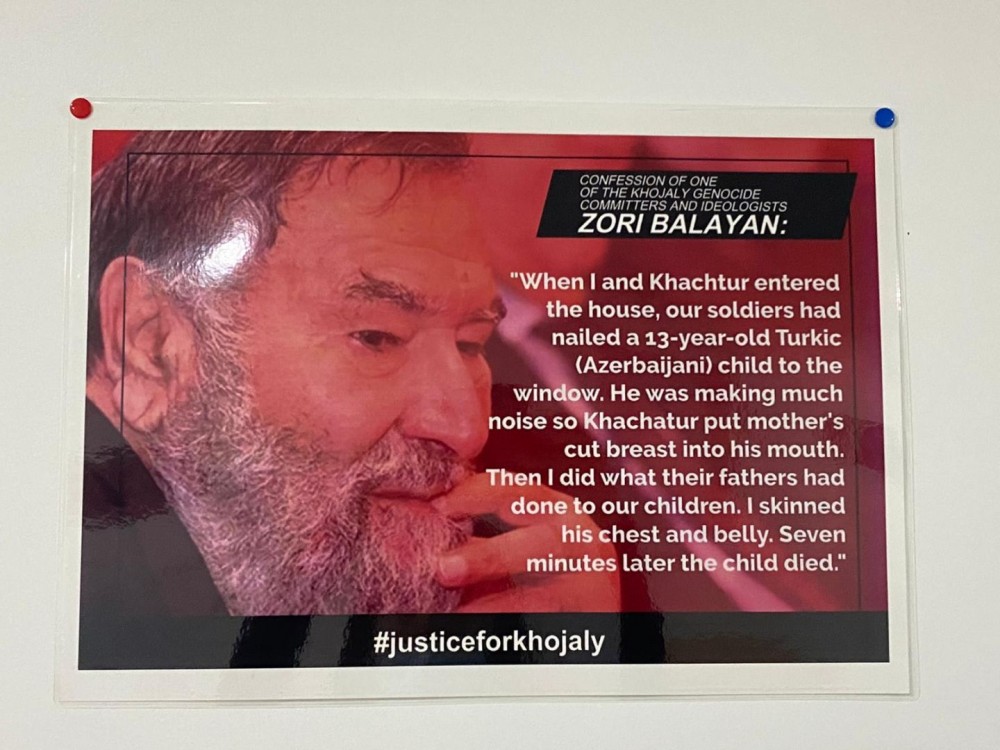 CONFESSION OF ONE
OF THE KHOJALY GENOCIDE
COMMITTERS AND IDEOLOGISTS
ZORI BALAYAN:
"When I and Khachtur entered
the house, our soldiers had
nailed a 13-year-old Turkic
(Azerbaijani) child to the
window. He was making much
noise so Khachatur put mother's
cut breast into his mouth.
Then I did what their fathers had
done to our children. I skinned
his chest and belly. Seven
minutes later the child died."
#justiceforkhojaly